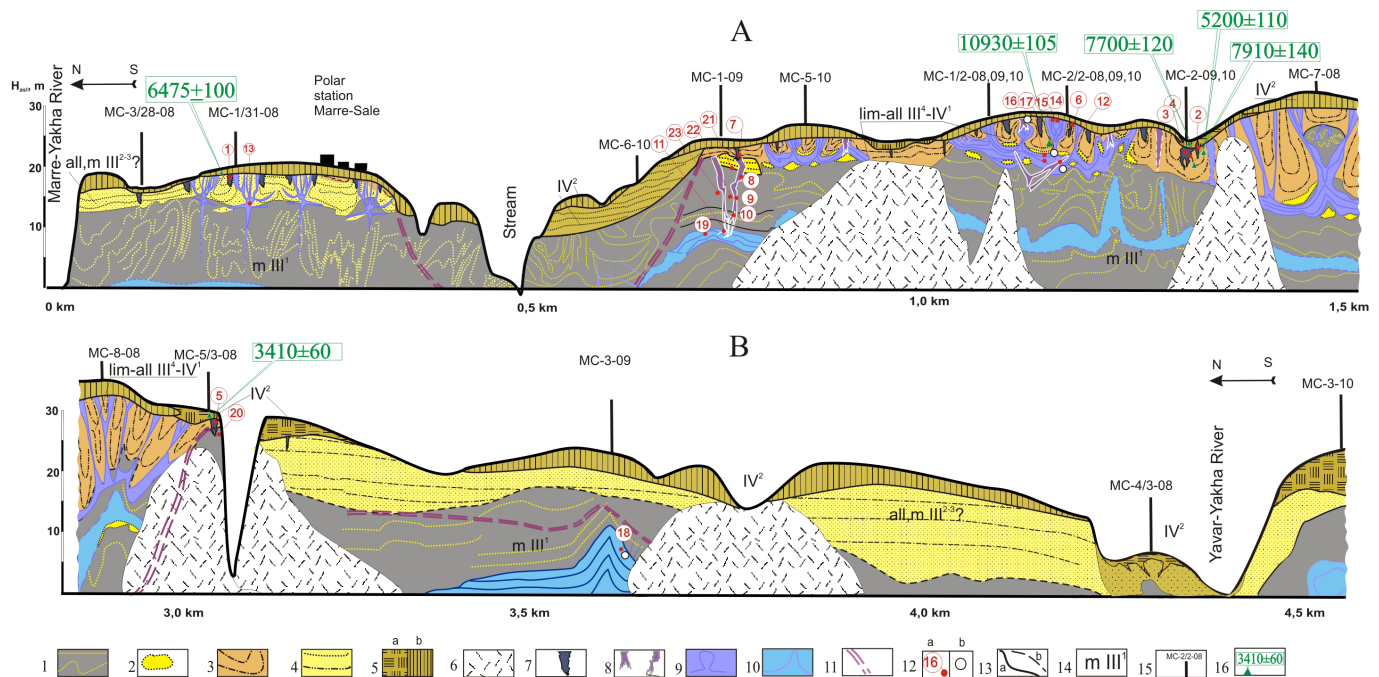 A
5200±110
10930±105
7700±120
7910±140
N
S
Hasl, m
Marre-Yakha River
6475±100
Polar
station
Marre-Sale
MC-3/28-08
MC-1/31-08
MC-6-10
MC-1-09
MC-5-10
MC-1/2-08,09,10
MC-2/2-08,09,10
MC-2-09,10
MC-7-08
30
20
10
all,m III²⁻³?
1
13
11
23
22
21
7
8
9
10
19
lim-all III⁴-IV¹
16
17
15
14
6
12
3
4
2
IV²
IV²
m III¹
m III¹
Stream
0 km
0,5 km
1,0 km
1,5 km
B
MC-8-08
MC-5/3-08
3410±60
lim-all III⁴-IV¹
5
20
IV²
MC-3-09
N
S
MC-3-10
30
20
10
IV²
all,m III²⁻³?
m III¹
18
MC-4/3-08
IV²
Yavar-Yakha River
3,0 km
3,5 km
4,0 km
4,5 km
1
2
3
4
5
a
b
6
7
8
9
10
11
12
a
b
16
13
a
b
14
m III¹
15
MC-2/2-08
16
3410±60